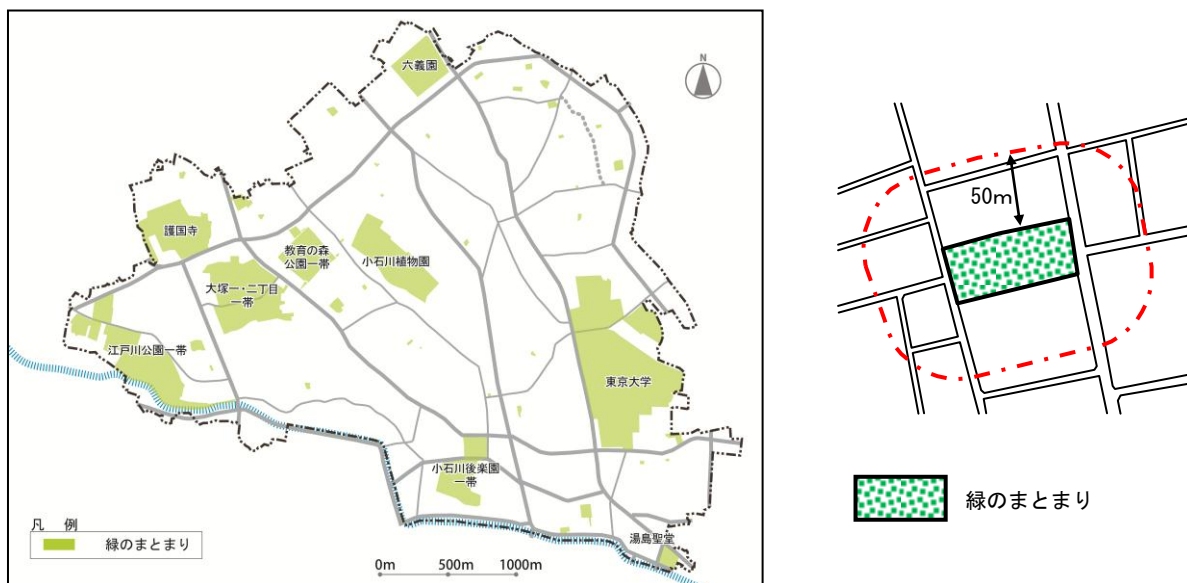 六義園
N
護国寺
教育の森
公園一帯
小石川植物園
大塚一・二丁目
一帯
江戸川公園一帯
東京大学
小石川後楽園
一帯
湯島聖堂
凡 例
緑のまとまり
0m 500m 1000m
50m
緑のまとまり